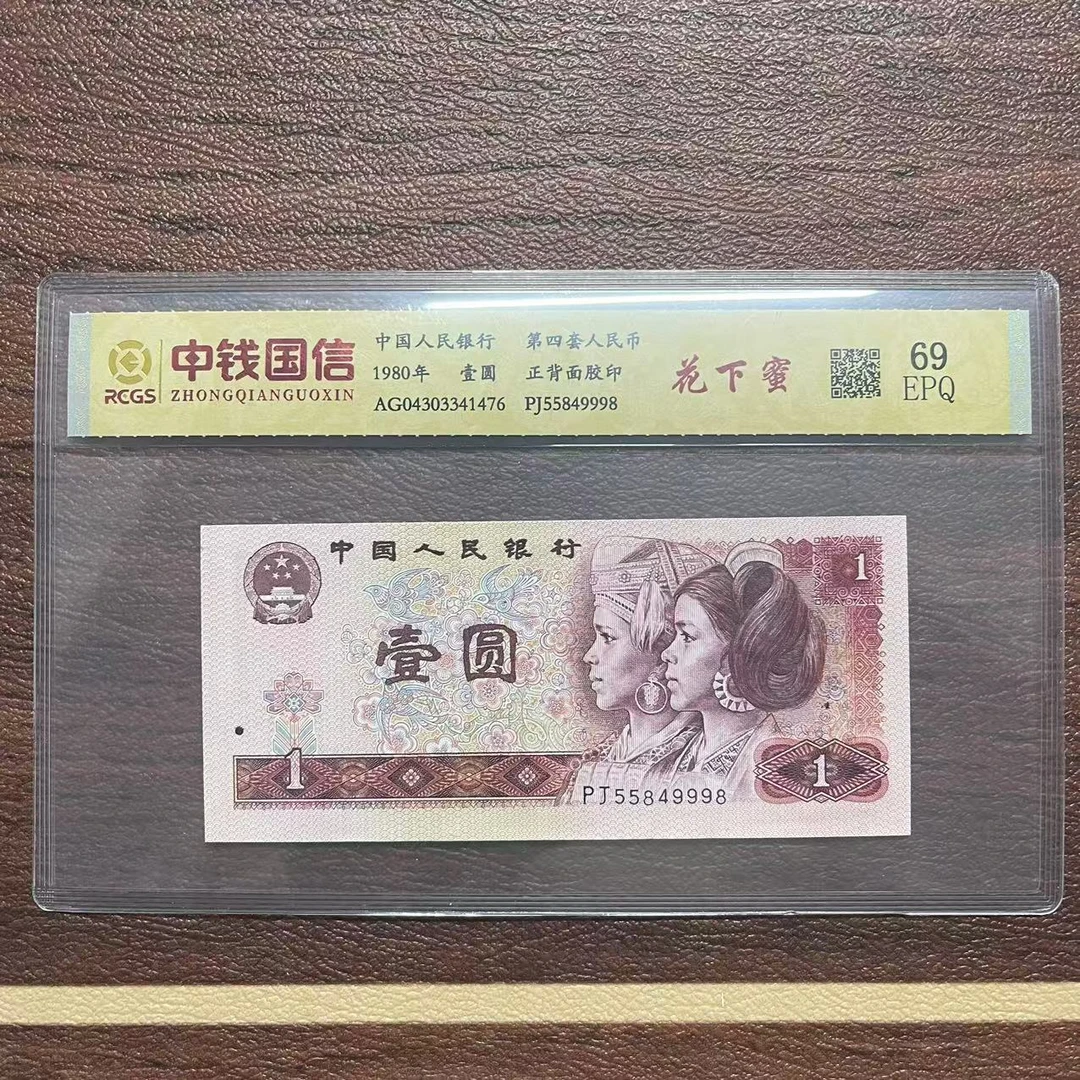 RCGS
中钱国信
ZHONGQIANGUOXIN
中国人民银行 第四套人民币
1980年 壹圆 正背面胶印
AG04303341476 PJ55849998
花下蜜
69
EPQ
中国人民银行
1
壹圆
1
1
PJ55849998